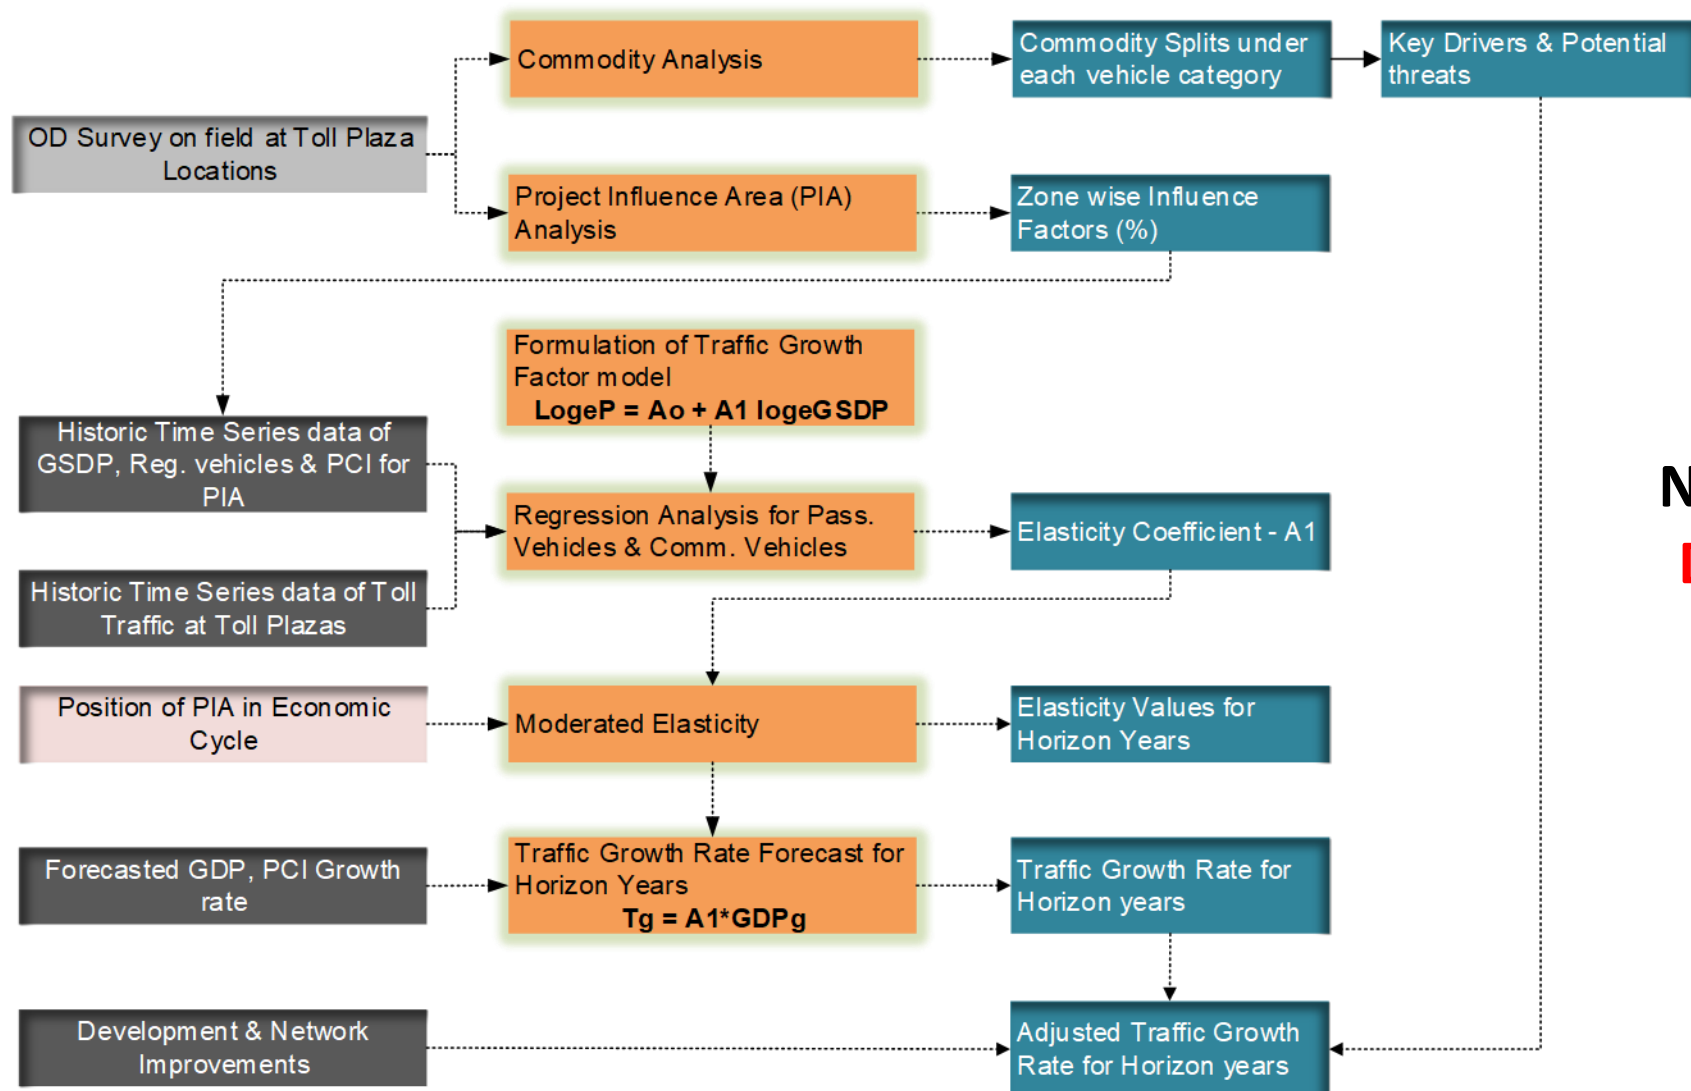 Commodity Analysis
Commodity Splits under
each vehicle category
Key Drivers & Potential
threats
OD Survey on field at Toll Plaza
Locations
Project Influence Area (PIA)
Analysis
Zone wise Influence
Factors (%)
Formulation of Traffic Growth
Factor model
LogeP = Ao + A1 logeGSDP
Historic Time Series data of
GSDP, Reg. vehicles & PCI for
PIA
Regression Analysis for Pass.
Vehicles & Comm. Vehicles
Elasticity Coefficient - A1
Historic Time Series data of Toll
Traffic at Toll Plazas
Position of PIA in Economic
Cycle
Moderated Elasticity
Elasticity Values for
Horizon Years
Forecasted GDP, PCI Growth
rate
Traffic Growth Rate Forecast for
Horizon Years
Tg = A1*GDPg
Traffic Growth Rate for
Horizon years
Development & Network
Improvements
Adjusted Traffic Growth
Rate for Horizon years